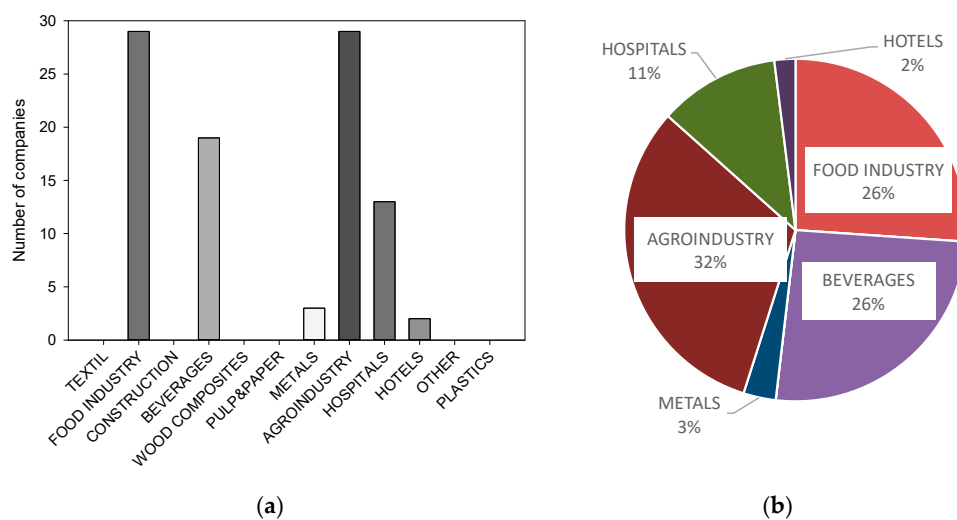 Number of companies
30
25
20
15
10
5
0
TEXTIL
FOOD INDUSTRY
CONSTRUCTION
BEVERAGES
WOOD COMPOSITES
PULP&PAPER
METALS
AGROINDUSTRY
HOSPITALS
HOTELS
OTHER
PLASTICS
(a)
HOTELS
2%
HOSPITALS
11%
FOOD INDUSTRY
26%
AGROINDUSTRY
32%
BEVERAGES
26%
METALS
3%
(b)